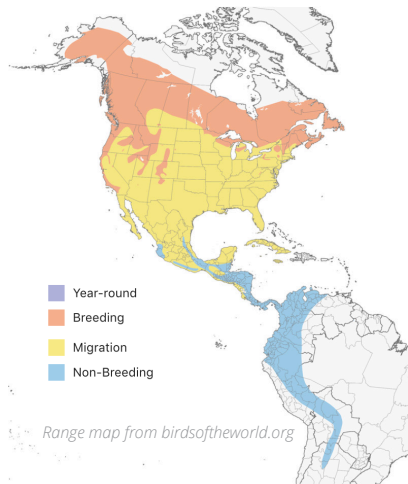 Year-round
Breeding
Migration
Non-Breeding
Range map from birdsoftheworld.org